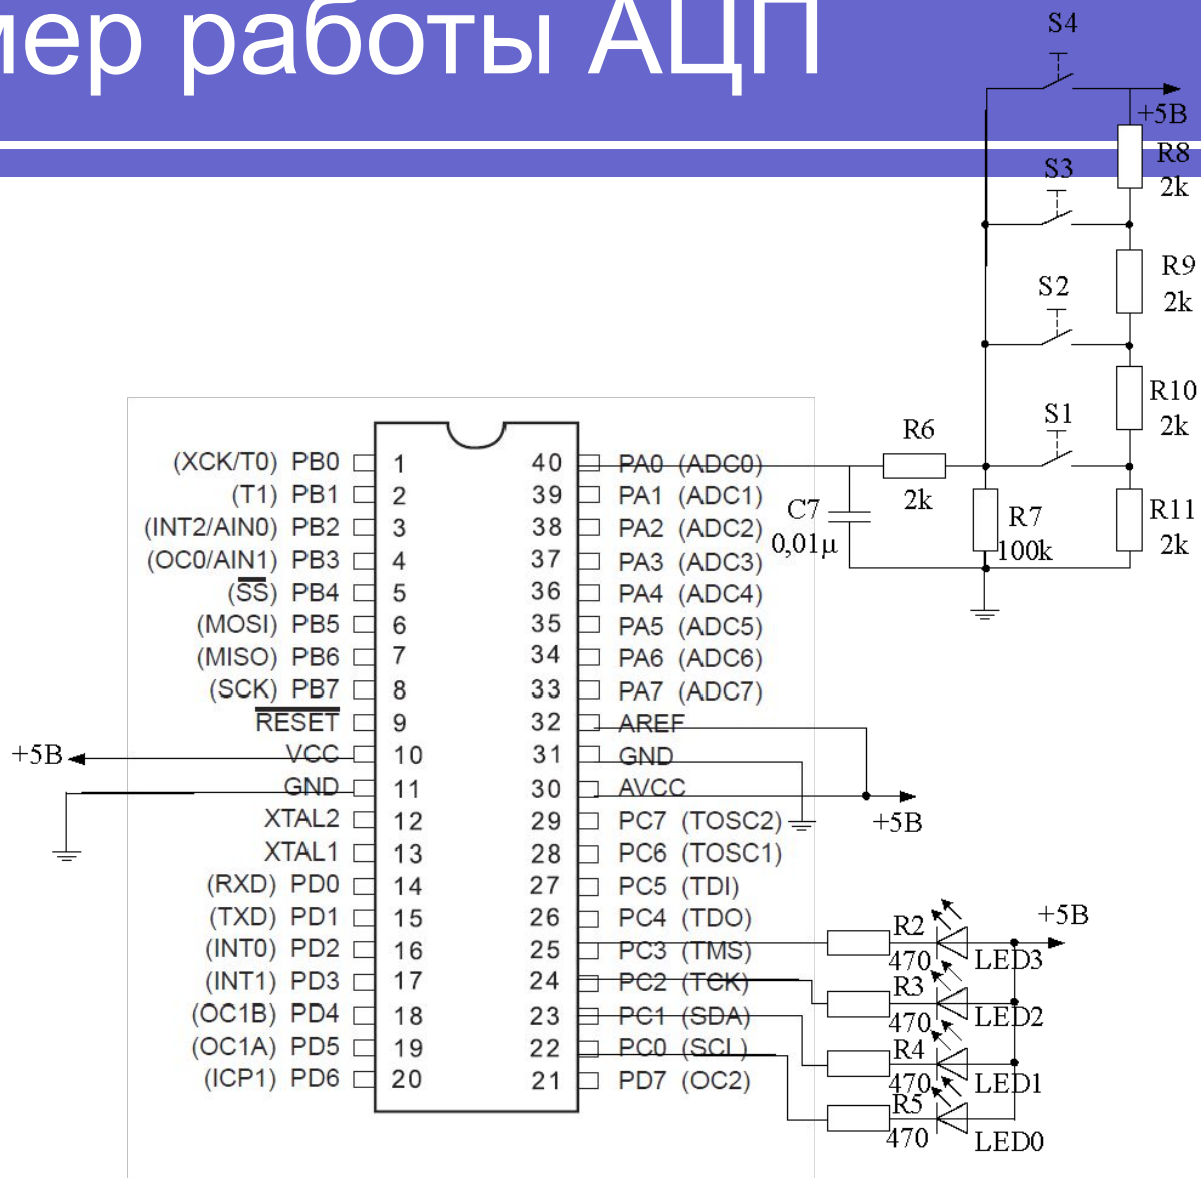 мер работы АЦП
S4
+5В
R8
2k
S3
R9
2k
S2
R10
2k
S1
R6
2k
C7
0,01μ
R7
100k
R11
2k
(XCK/T0) PB0 1
(T1) PB1 2
(INT2/AIN0) PB2 3
(OC0/AIN1) PB3 4
(SS) PB4 5
(MOSI) PB5 6
(MISO) PB6 7
(SCK) PB7 8
RESET 9
+5В VCC 10
GND 11
XTAL2 12
XTAL1 13
(RXD) PD0 14
(TXD) PD1 15
(INT0) PD2 16
(INT1) PD3 17
(OC1B) PD4 18
(OC1A) PD5 19
(ICP1) PD6 20
40 PA0 (ADC0)
39 PA1 (ADC1)
38 PA2 (ADC2)
37 PA3 (ADC3)
36 PA4 (ADC4)
35 PA5 (ADC5)
34 PA6 (ADC6)
33 PA7 (ADC7)
32 AREF
31 GND
30 AVCC
29 PC7 (TOSC2)
28 PC6 (TOSC1)
27 PC5 (TDI)
26 PC4 (TDO)
25 PC3 (TMS)
24 PC2 (TCK)
23 PC1 (SDA)
22 PC0 (SCL)
21 PD7 (OC2)
+5В
+5В
R2
470
LED3
R3
470
LED2
R4
470
LED1
R5
470
LED0